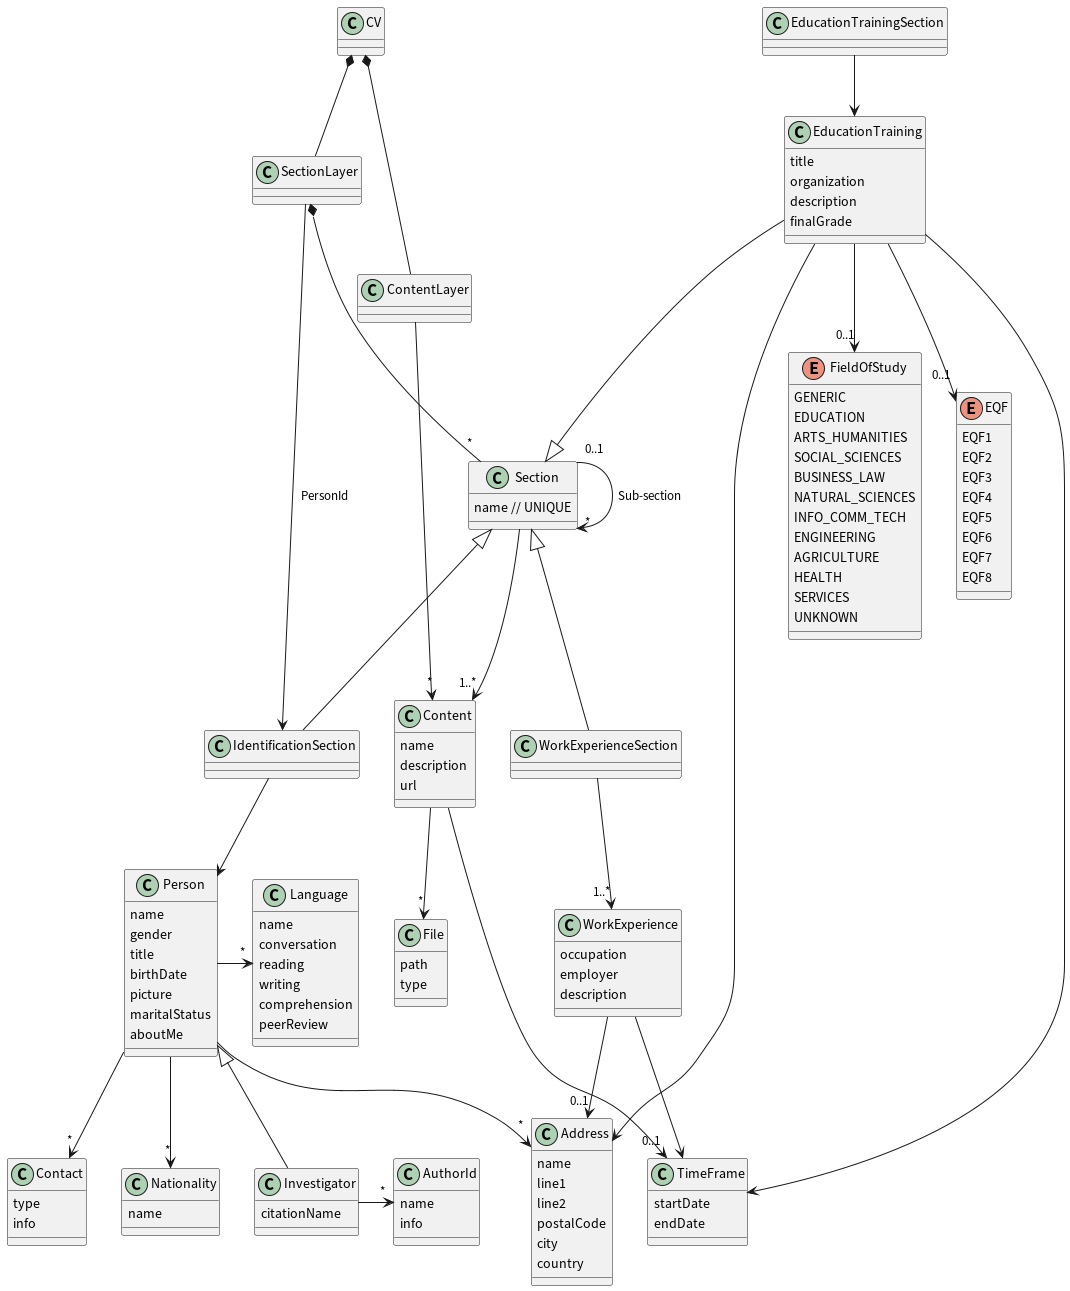 C CV
C EducationTrainingSection
C EducationTraining
title
organization
description
finalGrade
C SectionLayer
C ContentLayer
0..1
0..1
E FieldOfStudy
GENERIC
EDUCATION
ARTS_HUMANITIES
SOCIAL_SCIENCES
BUSINESS_LAW
NATURAL_SCIENCES
INFO_COMM_TECH
ENGINEERING
AGRICULTURE
HEALTH
SERVICES
UNKNOWN
E EQF
EQF1
EQF2
EQF3
EQF4
EQF5
EQF6
EQF7
EQF8
*
0..1
C Section
name // UNIQUE
Sub-section
*
PersonId
*
1..*
C IdentificationSection
C Content
name
description
url
C WorkExperienceSection
C Person
name
gender
title
birthDate
picture
maritalStatus
aboutMe
*
C Language
name
conversation
reading
writing
comprehension
peerReview
*
C File
path
type
1..*
C WorkExperience
occupation
employer
description
*
*
*
0..1
0..1
C Contact
type
info
C Nationality
name
C Investigator
citationName
*
C AuthorId
name
info
C Address
name
line1
line2
postalCode
city
country
C TimeFrame
startDate
endDate